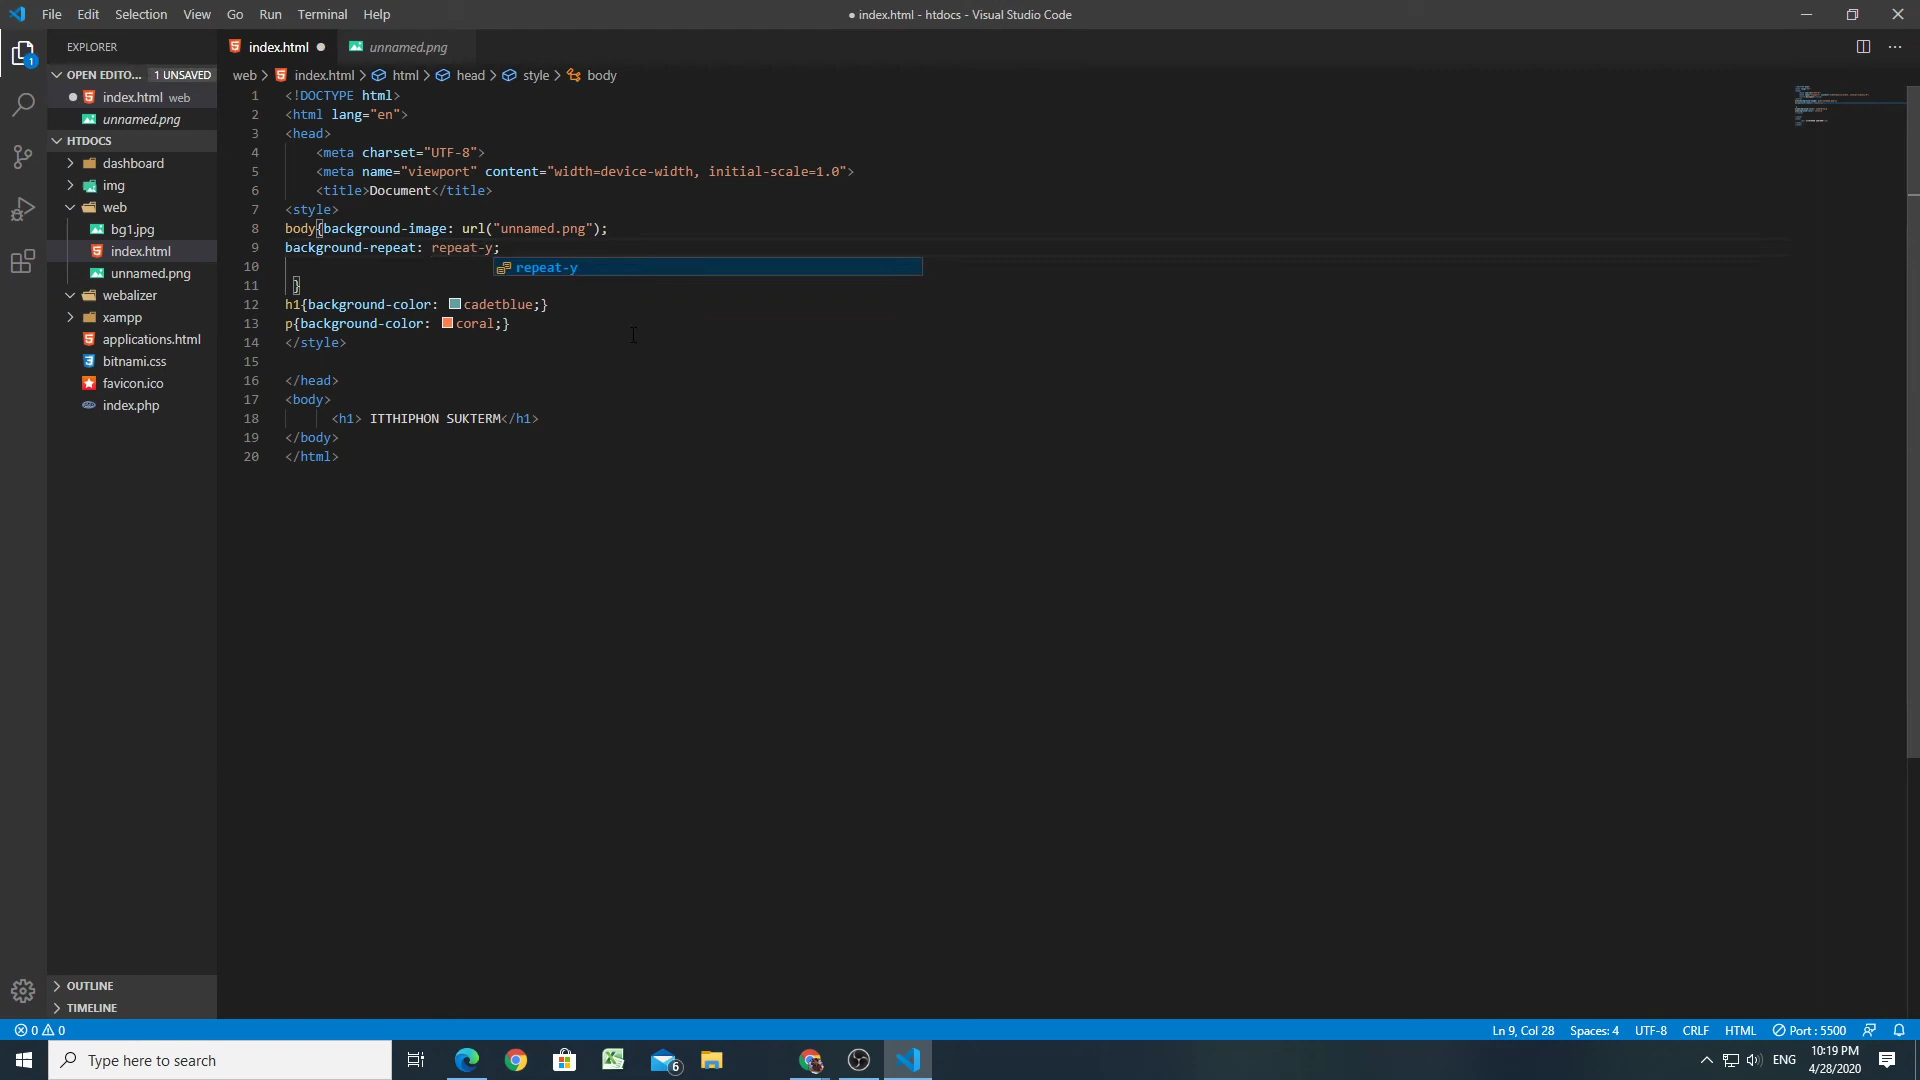 File Edit Selection View Go Run Terminal Help
● index.html - htdocs - Visual Studio Code
EXPLORER
OPEN EDITO... 1 UNSAVED
index.html web
unnamed.png
HTDOCS
dashboard
img
web
bg1.jpg
index.html
unnamed.png
webalizer
xampp
applications.html
bitnami.css
favicon.ico
index.php
OUTLINE
TIMELINE
1
index.html ●
unnamed.png
web > index.html > html > head > style > body
1 <!DOCTYPE html>
2 <html lang="en">
3 <head>
4 <meta charset="UTF-8">
5 <meta name="viewport" content="width=device-width, initial-scale=1.0">
6 <title>Document</title>
7 <style>
8 body{background-image: url("unnamed.png");
9 background-repeat: repeat-y;
10
repeat-y
11 }
12 h1{background-color: cadetblue;}
13 p{background-color: coral;}
14 </style>
15
16 </head>
17 <body>
18 <h1> ITTHIPHON SUKTERM</h1>
19 </body>
20 </html>
0 0
Ln 9, Col 28 Spaces: 4 UTF-8 CRLF HTML Port : 5500
Type here to search
6
ENG
10:19 PM
4/28/2020